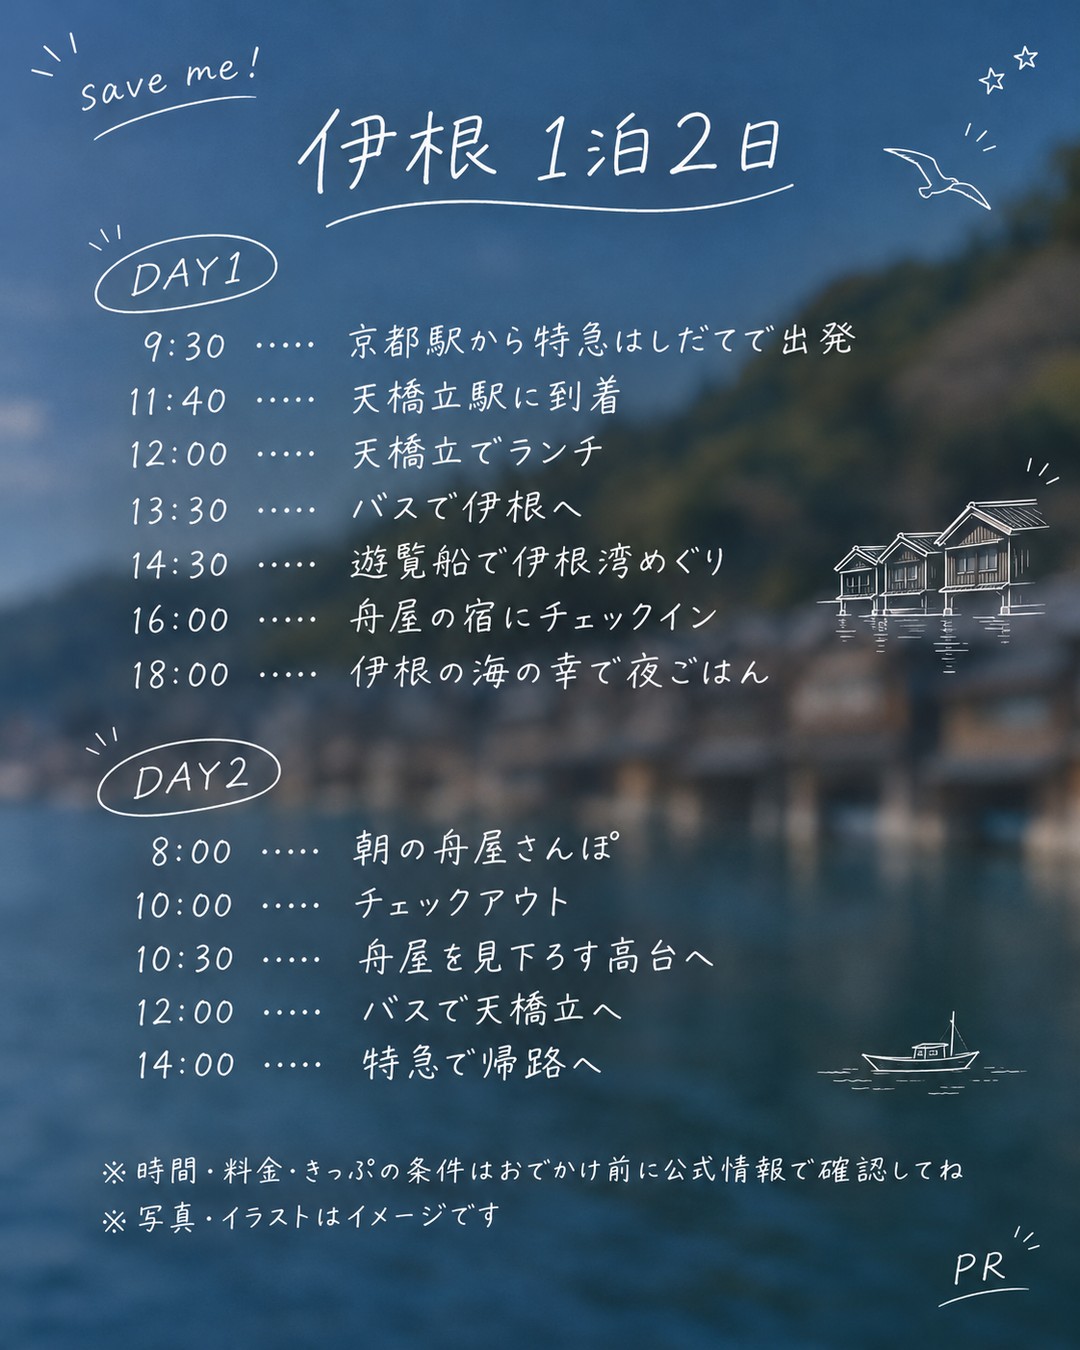 save me!
伊根 1泊2日
DAY1
9:30 ····· 京都駅から特急はしだてで出発
11:40 ····· 天橋立駅に到着
12:00 ····· 天橋立でランチ
13:30 ····· バスで伊根へ
14:30 ····· 遊覧船で伊根湾めぐり
16:00 ····· 舟屋の宿にチェックイン
18:00 ····· 伊根の海の幸で夜ごはん
DAY2
8:00 ····· 朝の舟屋さんぽ
10:00 ····· チェックアウト
10:30 ····· 舟屋を見下ろす高台へ
12:00 ····· バスで天橋立へ
14:00 ····· 特急で帰路へ
※ 時間・料金・きっぷの条件はおでかけ前に公式情報で確認してね
※ 写真・イラストはイメージです
PR